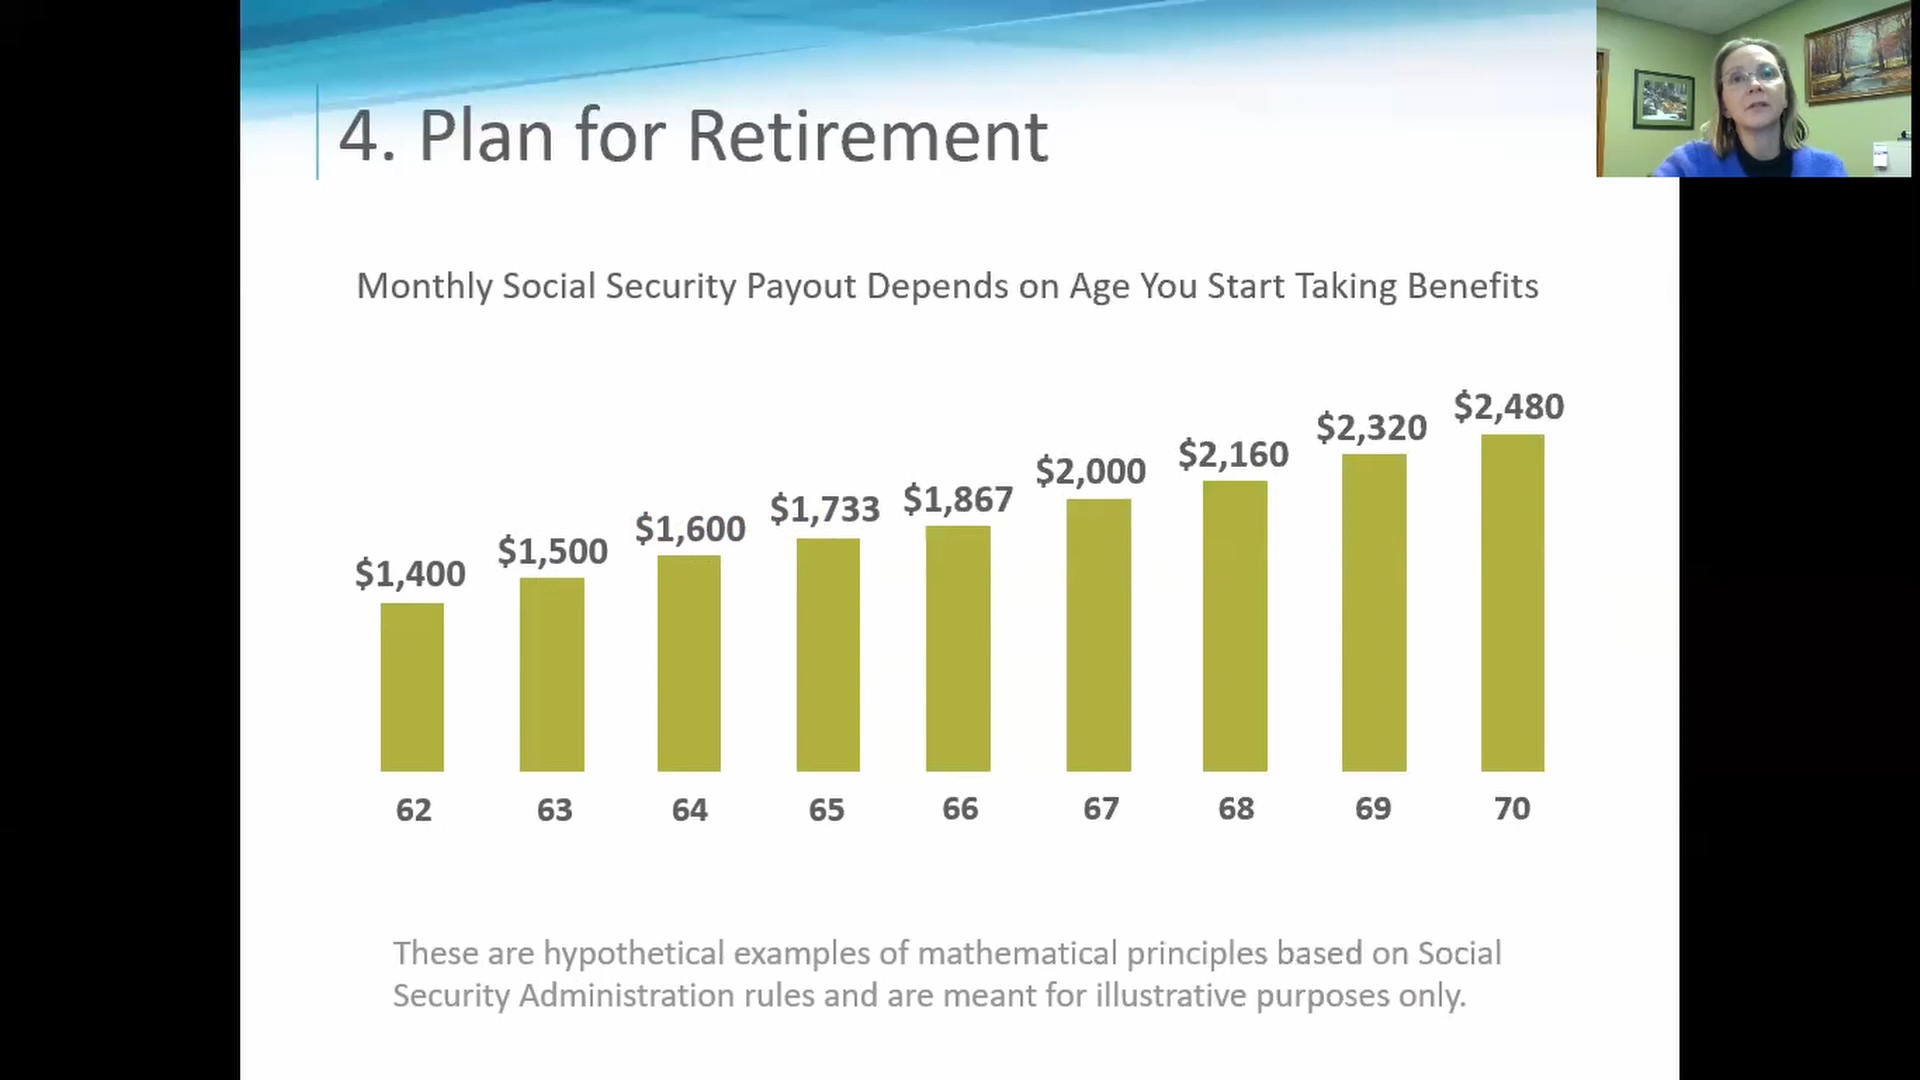 4. Plan for Retirement
Monthly Social Security Payout Depends on Age You Start Taking Benefits
$1,400 $1,500 $1,600 $1,733 $1,867 $2,000 $2,160 $2,320 $2,480
62 63 64 65 66 67 68 69 70
These are hypothetical examples of mathematical principles based on Social
Security Administration rules and are meant for illustrative purposes only.